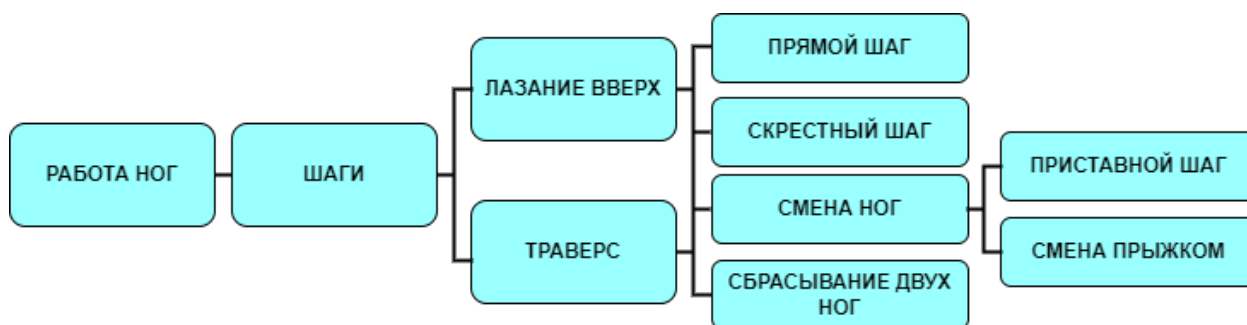 РАБОТА НОГ
ШАГИ
ЛАЗАНИЕ ВВЕРХ
ТРАВЕРС
ПРЯМОЙ ШАГ
СКРЕСТНЫЙ ШАГ
СМЕНА НОГ
СБРАСЫВАНИЕ ДВУХ
НОГ
ПРИСТАВНОЙ ШАГ
СМЕНА ПРЫЖКОМ